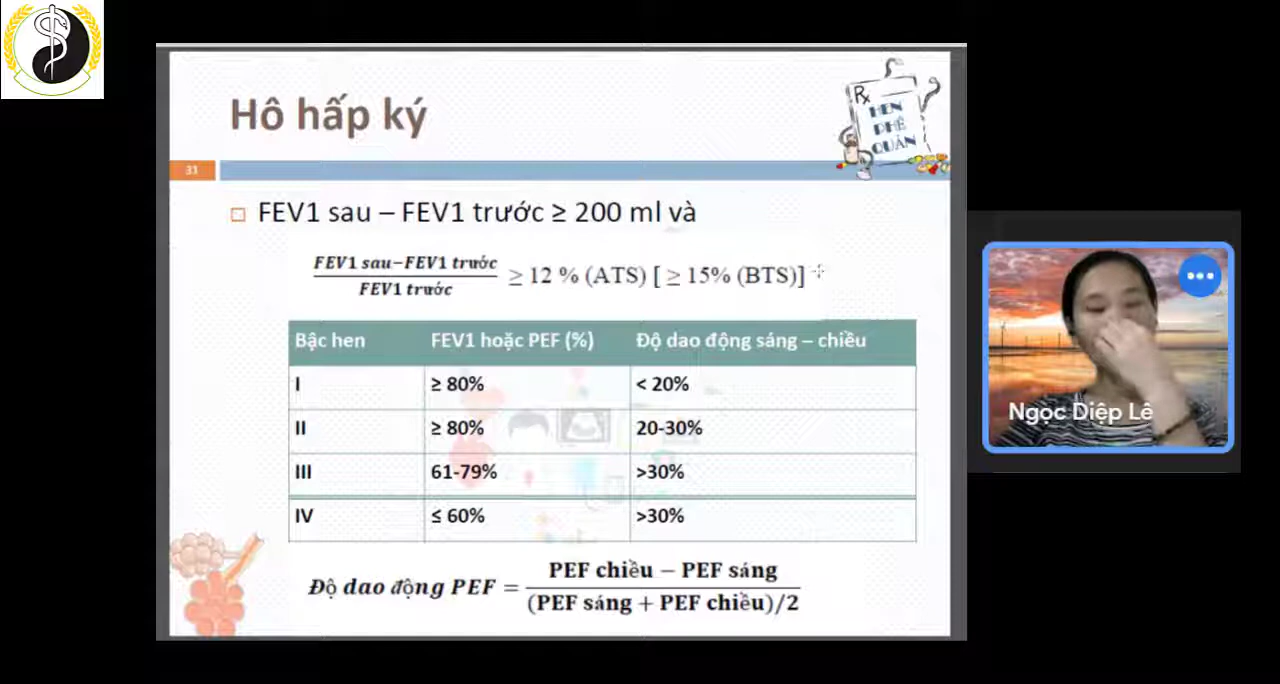 Hô hấp ký
Rx
HEN
PHẾ
QUẢN
31
FEV1 sau – FEV1 trước ≥ 200 ml và
FEV1 sau−FEV1 trước
FEV1 trước
≥ 12 % (ATS) [ ≥ 15% (BTS)]
Bậc hen FEV1 hoặc PEF (%) Độ dao động sáng – chiều
I ≥ 80% < 20%
II ≥ 80% 20-30%
III 61-79% >30%
IV ≤ 60% >30%
Độ dao động PEF =
PEF chiều − PEF sáng
(PEF sáng + PEF chiều)/2
Ngọc Diệp Lê